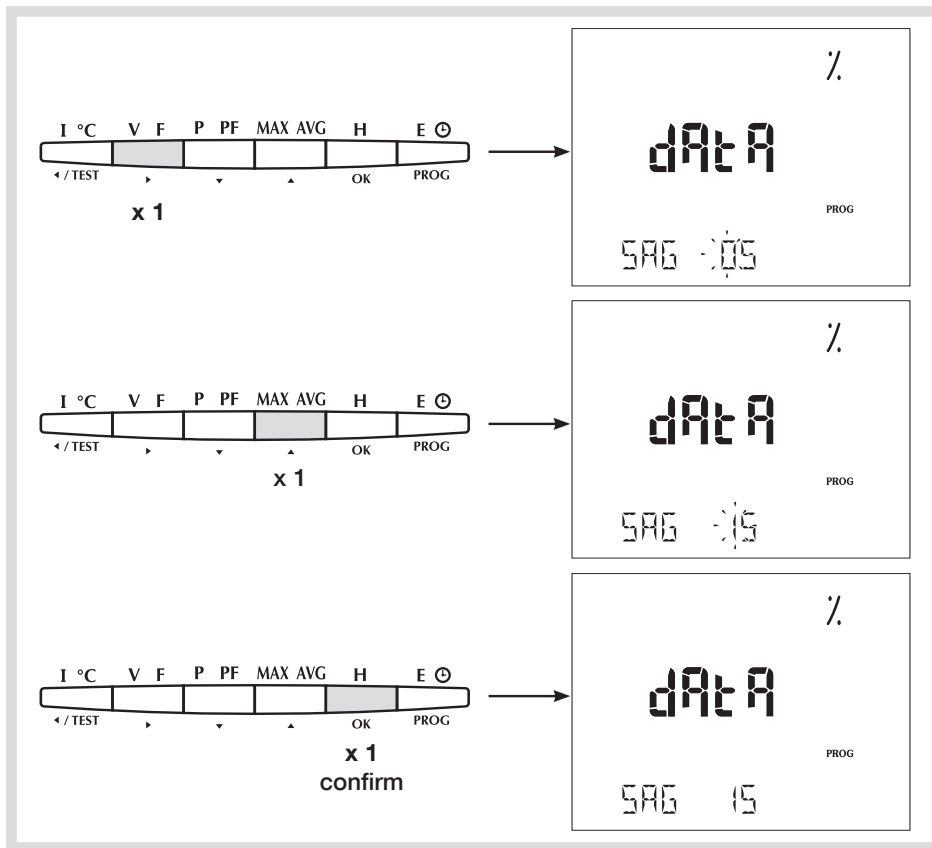 %
dAtA
I °C V F P PF MAX AVG H E
/ TEST OK PROG
x 1
PROG
SAG 05
%
dAtA
I °C V F P PF MAX AVG H E
/ TEST OK PROG
x 1
PROG
SAG 15
%
dAtA
I °C V F P PF MAX AVG H E
/ TEST OK PROG
x 1
confirm
PROG
SAG 15